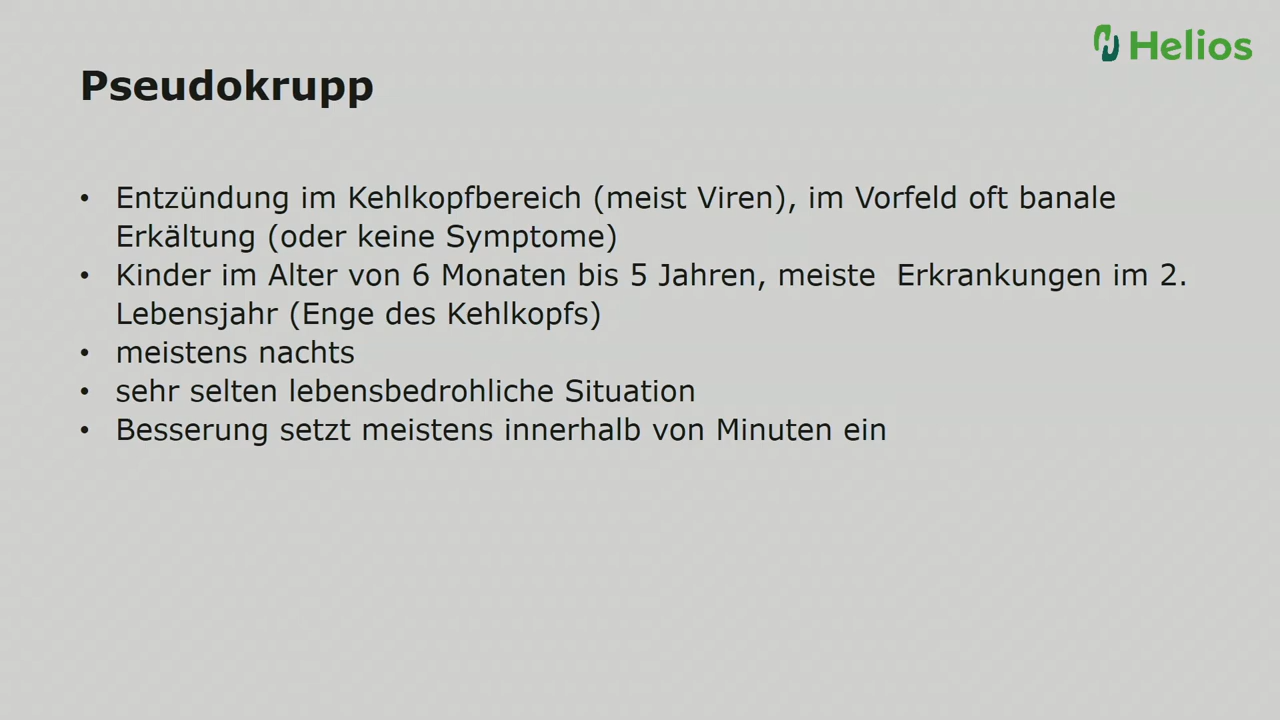 Helios
Pseudokrupp
• Entzündung im Kehlkopfbereich (meist Viren), im Vorfeld oft banale
Erkältung (oder keine Symptome)
• Kinder im Alter von 6 Monaten bis 5 Jahren, meiste  Erkrankungen im 2.
Lebensjahr (Enge des Kehlkopfs)
• meistens nachts
• sehr selten lebensbedrohliche Situation
• Besserung setzt meistens innerhalb von Minuten ein